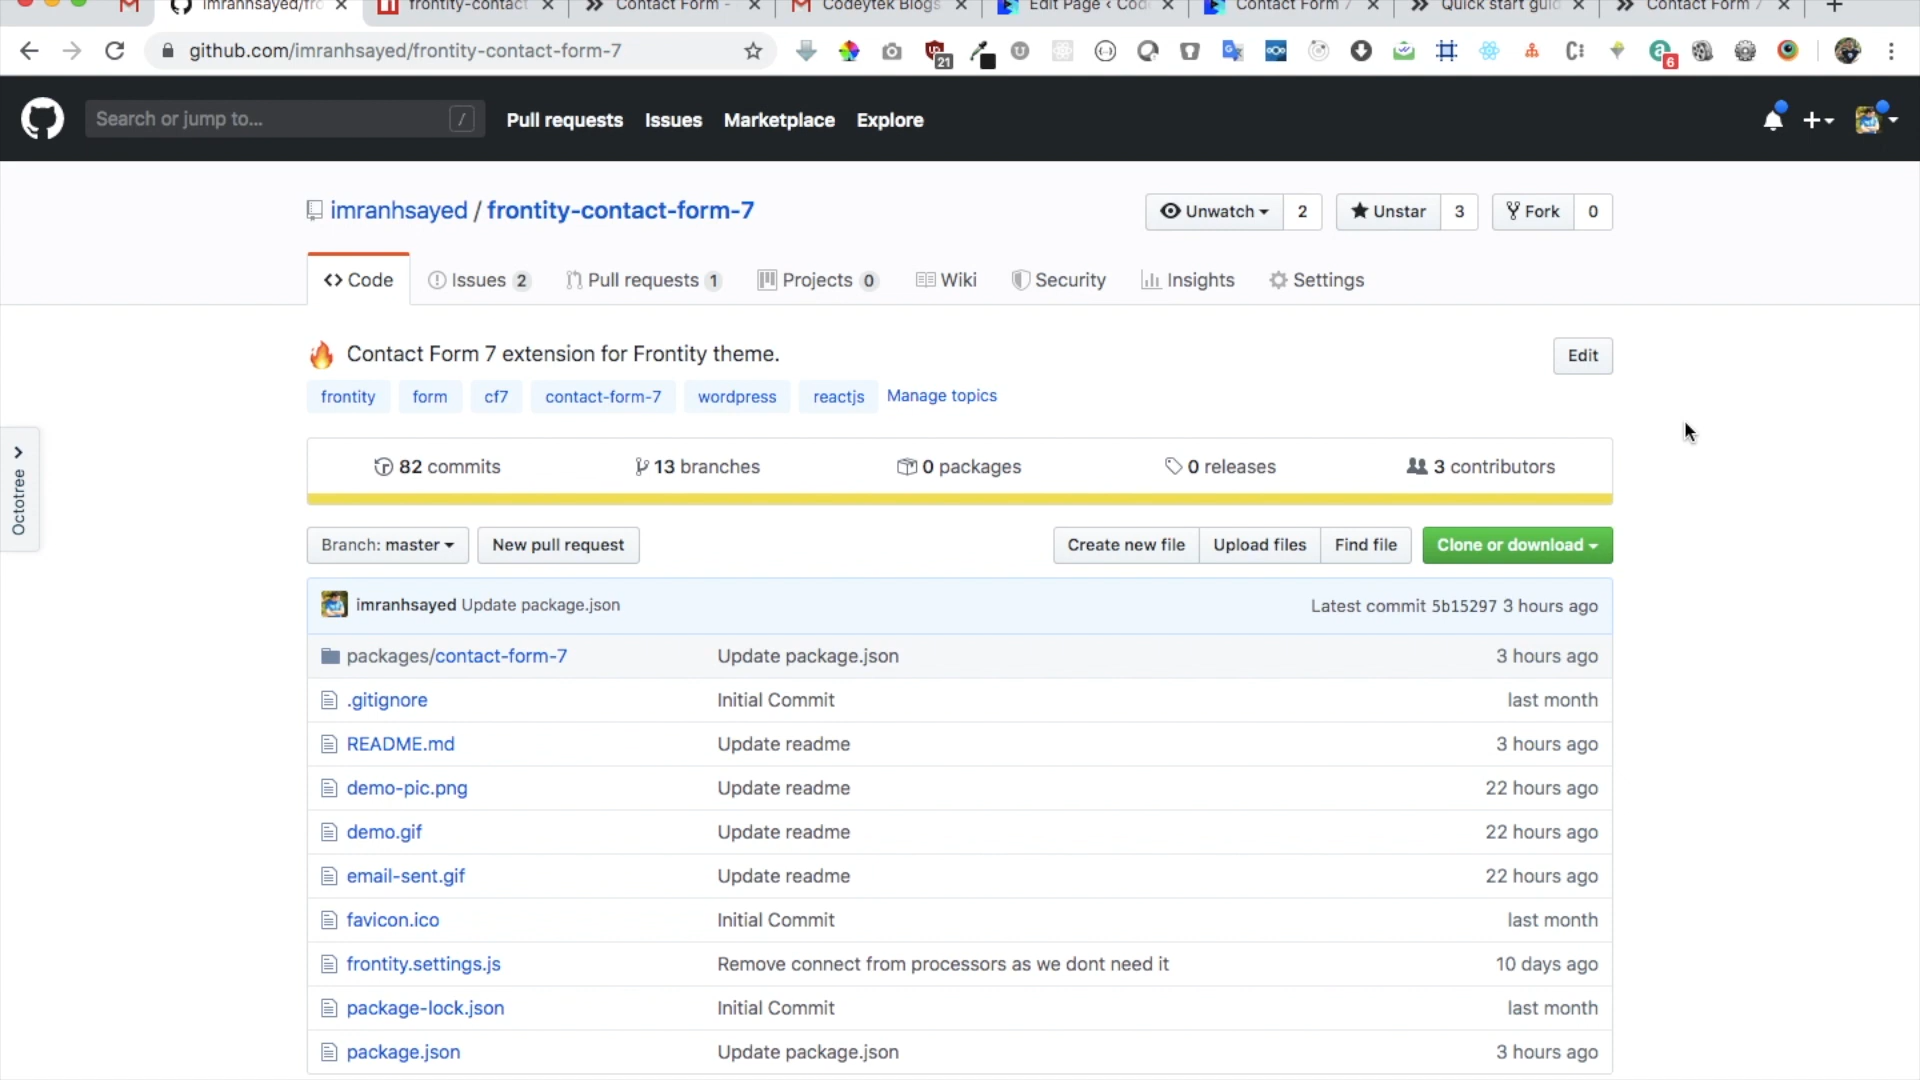 imranhsayed/fro
frontity-contact
Contact Form -
Codeytek Blogs
Edit Page ‹ Cod
Contact Form 7
Quick start guid
Contact Form 7
github.com/imranhsayed/frontity-contact-form-7
21
6
Search or jump to...
/
Pull requests
Issues
Marketplace
Explore
imranhsayed / frontity-contact-form-7
Unwatch 2
Unstar 3
Fork 0
Code
Issues 2
Pull requests 1
Projects 0
Wiki
Security
Insights
Settings
Contact Form 7 extension for Frontity theme.
Edit
frontity form cf7 contact-form-7 wordpress reactjs Manage topics
Octotree
82 commits
13 branches
0 packages
0 releases
3 contributors
Branch: master
New pull request
Create new file
Upload files
Find file
Clone or download
imranhsayed Update package.json Latest commit 5b15297 3 hours ago
packages/contact-form-7 Update package.json 3 hours ago
.gitignore Initial Commit last month
README.md Update readme 3 hours ago
demo-pic.png Update readme 22 hours ago
demo.gif Update readme 22 hours ago
email-sent.gif Update readme 22 hours ago
favicon.ico Initial Commit last month
frontity.settings.js Remove connect from processors as we dont need it 10 days ago
package-lock.json Initial Commit last month
package.json Update package.json 3 hours ago